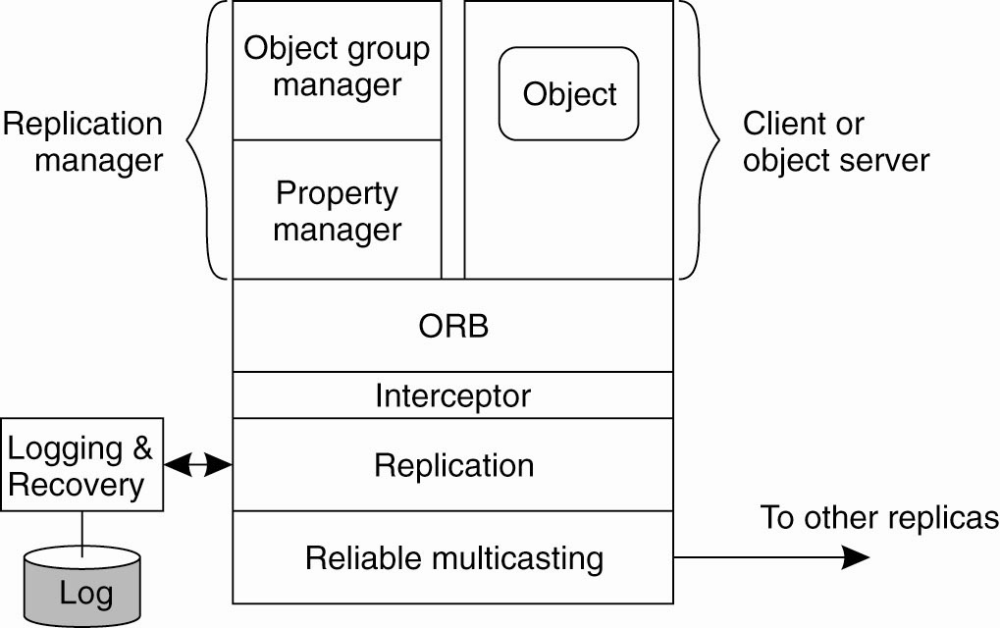 Object group
manager
Object
Replication
manager
Client or
object server
Property
manager
ORB
Interceptor
Logging &
Recovery
Replication
To other replicas
Reliable multicasting
Log